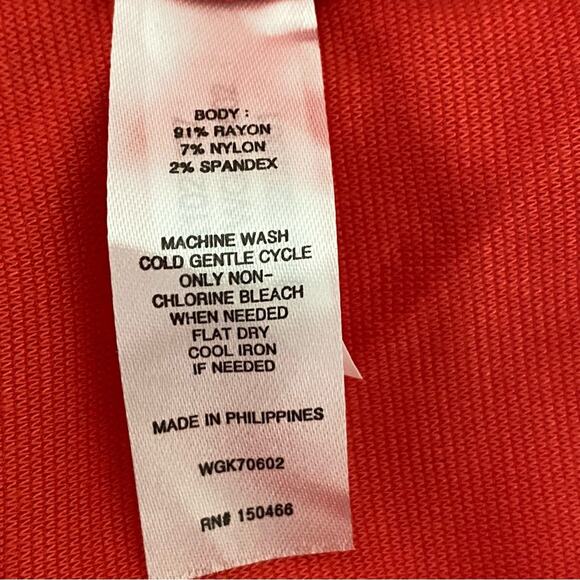 BODY :
91% RAYON
7% NYLON
2% SPANDEX
MACHINE WASH
COLD GENTLE CYCLE
ONLY NON-
CHLORINE BLEACH
WHEN NEEDED
FLAT DRY
COOL IRON
IF NEEDED
MADE IN PHILIPPINES
WGK70602
RN# 150466